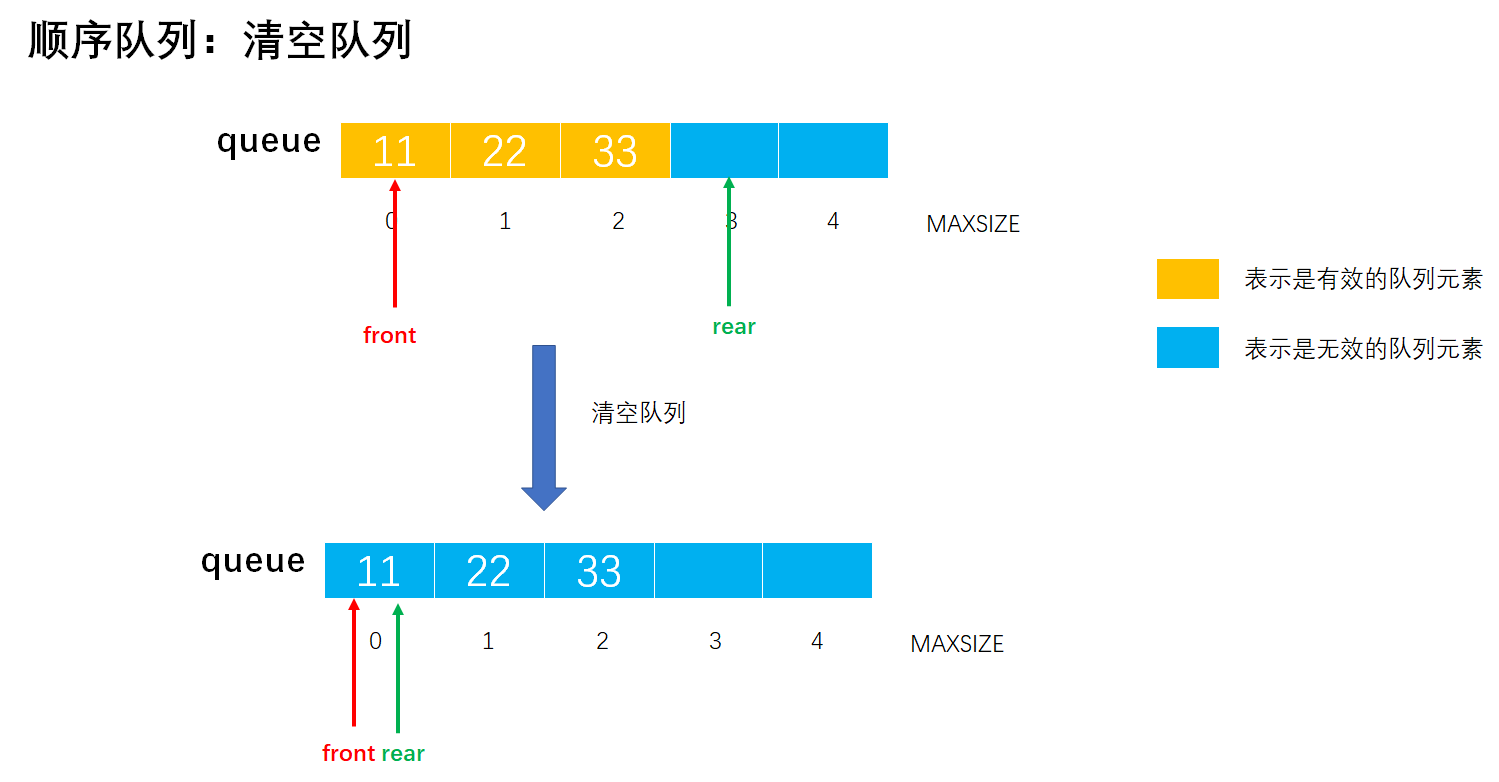 顺序队列：清空队列
queue 11 22 33
0 1 2 3 4 MAXSIZE
表示是有效的队列元素
front rear
表示是无效的队列元素
清空队列
queue 11 22 33
0 1 2 3 4 MAXSIZE
front rear